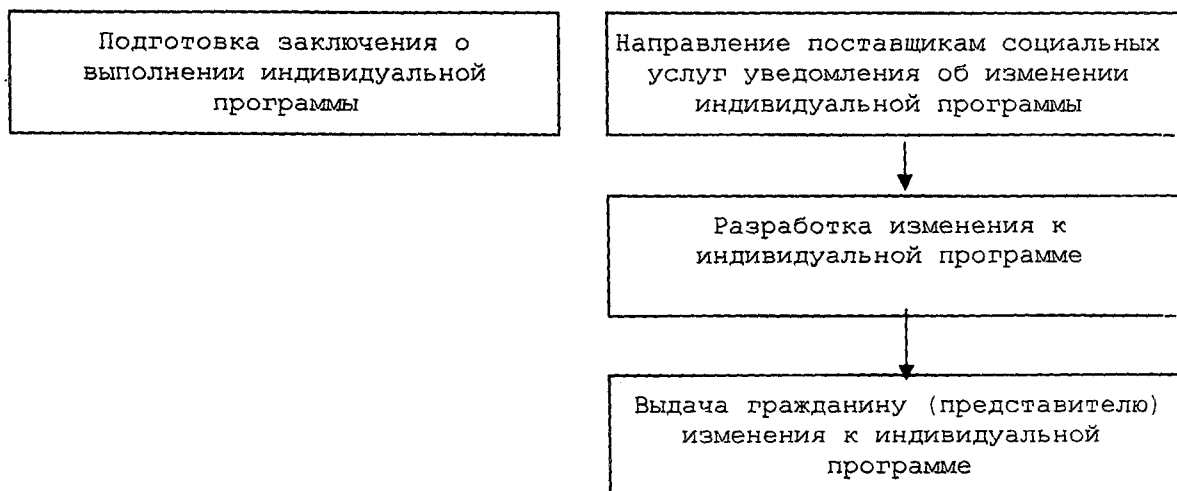 Подготовка заключения о
выполнении индивидуальной
программы
Направление поставщикам социальных
услуг уведомления об изменении
индивидуальной программы
Разработка изменения к
индивидуальной программе
Выдача гражданину (представителю)
изменения к индивидуальной
программе